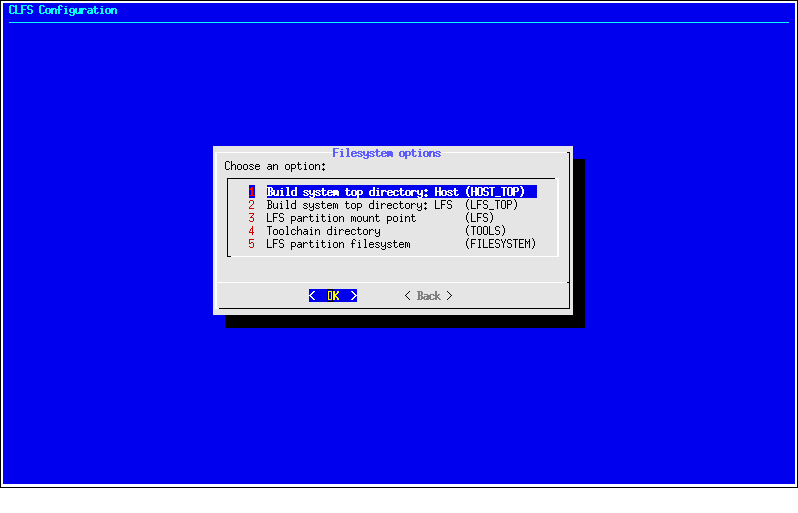 CLFS Configuration
Filesystem options
Choose an option:
1 Build system top directory: Host (HOST_TOP)
2 Build system top directory: LFS (LFS_TOP)
3 LFS partition mount point (LFS)
4 Toolchain directory (TOOLS)
5 LFS partition filesystem (FILESYSTEM)
< OK > < Back >